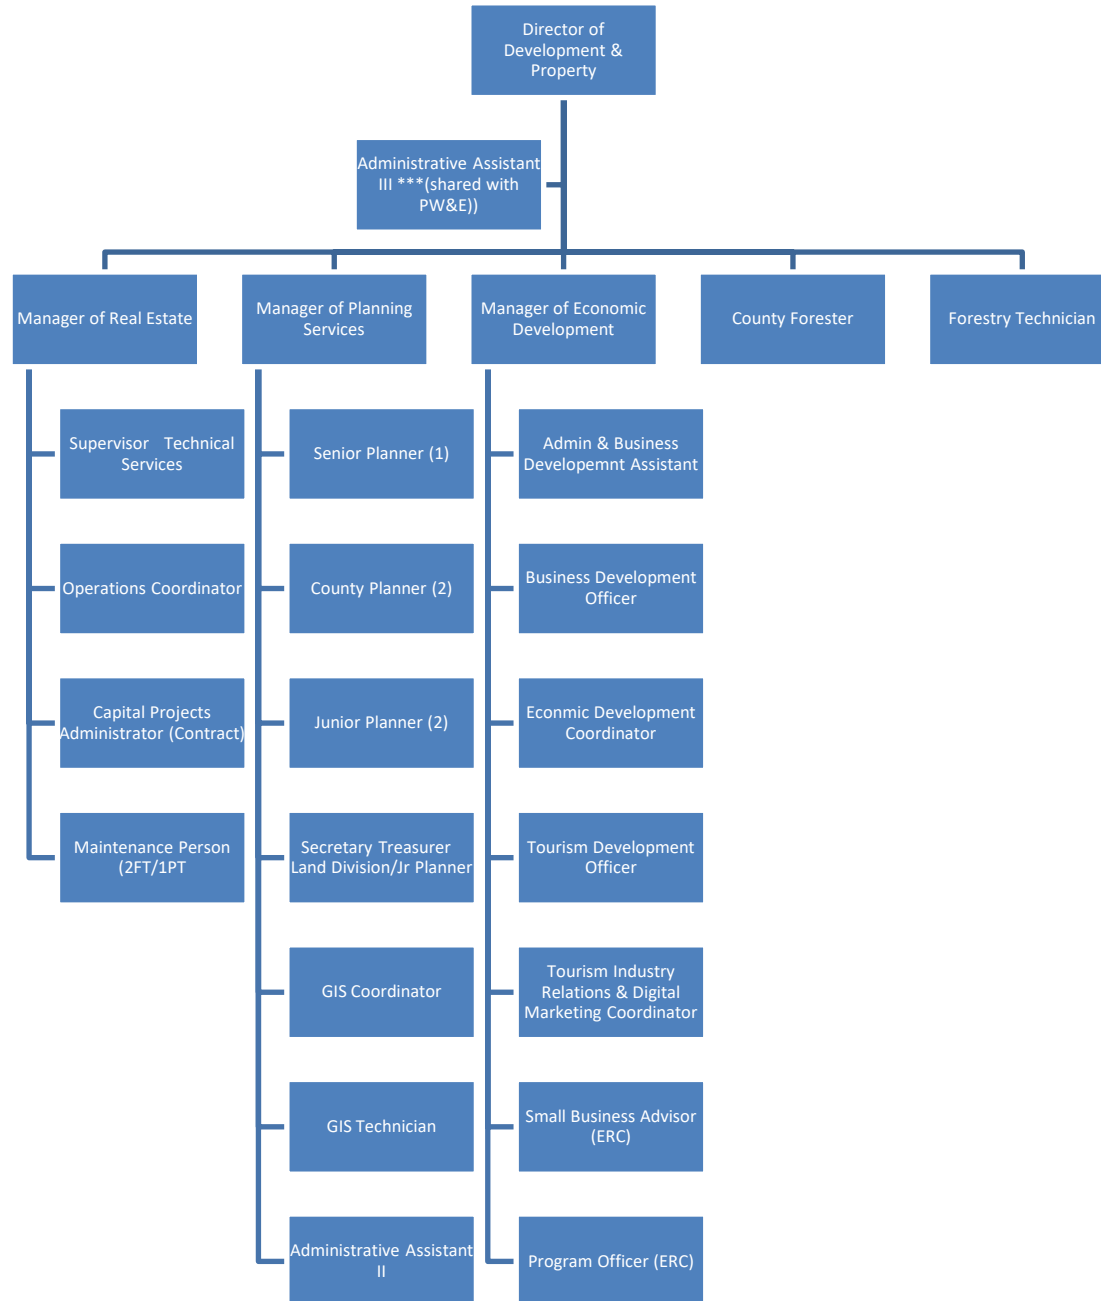 Director of
Development &
Property
Administrative Assistant
III ***(shared with
PW&E))
Manager of Real Estate
Manager of Planning
Services
Manager of Economic
Development
County Forester
Forestry Technician
Supervisor Technical
Services
Operations Coordinator
Capital Projects
Administrator (Contract)
Maintenance Person
(2FT/1PT
Senior Planner (1)
County Planner (2)
Junior Planner (2)
Secretary Treasurer
Land Division/Jr Planner
GIS Coordinator
GIS Technician
Administrative Assistant
II
Admin & Business
Developemnt Assistant
Business Development
Officer
Econmic Development
Coordinator
Tourism Development
Officer
Tourism Industry
Relations & Digital
Marketing Coordinator
Small Business Advisor
(ERC)
Program Officer (ERC)